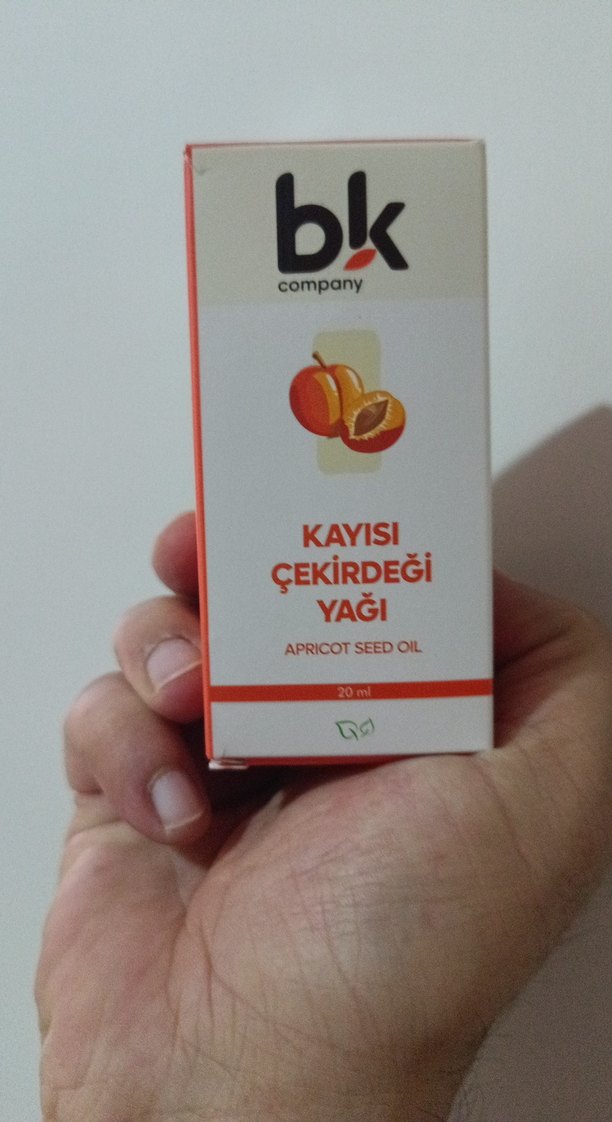 bk
company
KAYISI
ÇEKİRDEĞİ
YAĞI
APRICOT SEED OIL
20 ml